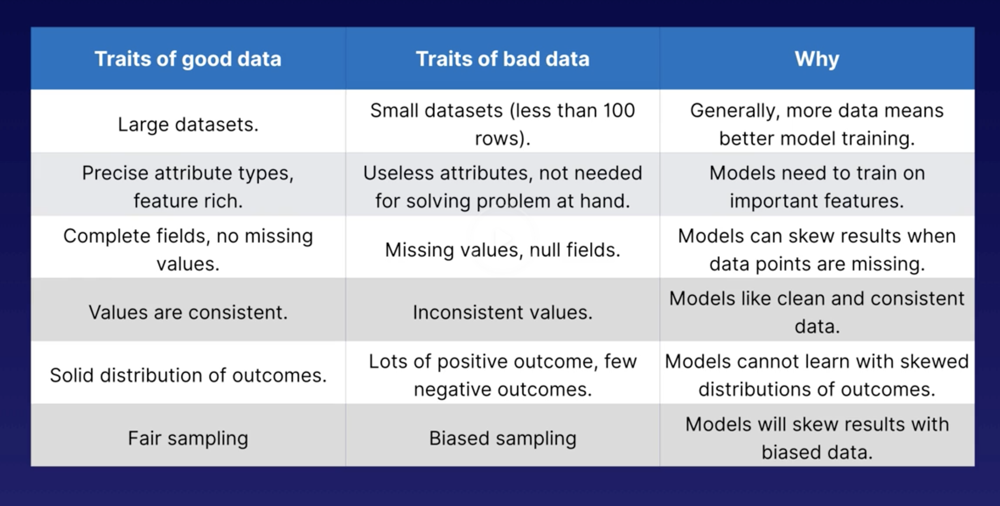 Traits of good data
Traits of bad data
Why
Large datasets.
Small datasets (less than 100
rows).
Generally, more data means
better model training.
Precise attribute types,
feature rich.
Useless attributes, not needed
for solving problem at hand.
Models need to train on
important features.
Complete fields, no missing
values.
Missing values, null fields.
Models can skew results when
data points are missing.
Values are consistent.
Inconsistent values.
Models like clean and consistent
data.
Solid distribution of outcomes.
Lots of positive outcome, few
negative outcomes.
Models cannot learn with skewed
distributions of outcomes.
Fair sampling
Biased sampling
Models will skew results with
biased data.